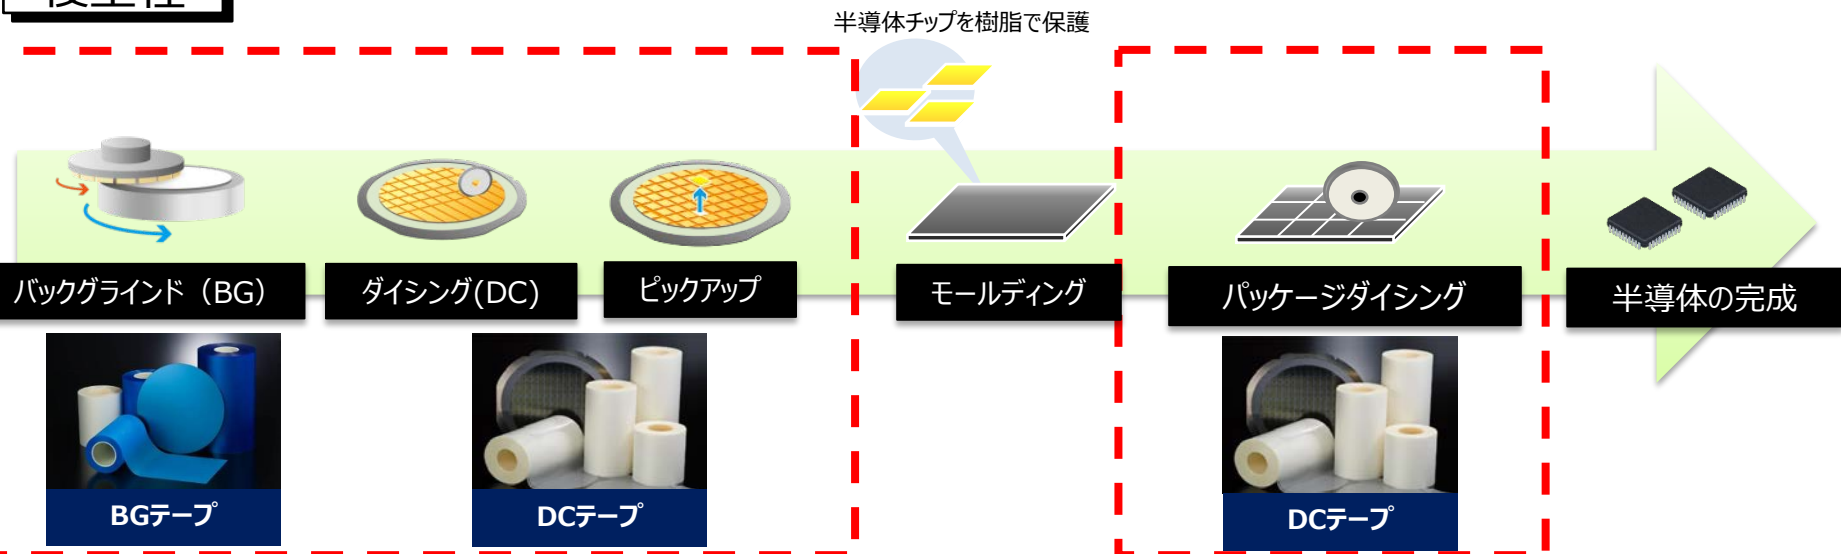 後工程
半導体チップを樹脂で保護
バックグラインド（BG）
ダイシング(DC)
ピックアップ
モールディング
パッケージダイシング
半導体の完成
BGテープ
DCテープ
DCテープ